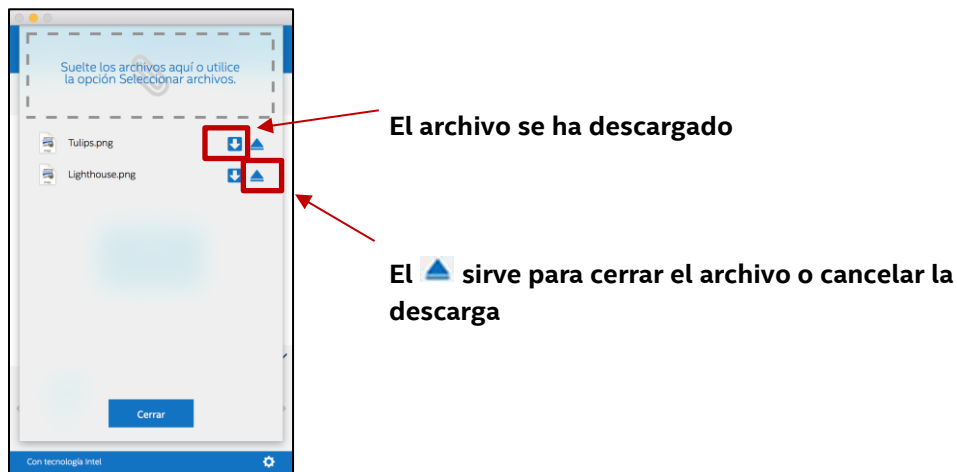 Suelte los archivos aquí o utilice
la opción Seleccionar archivos.
Tulips.png
Lighthouse.png
Cerrar
Con tecnología Intel
El archivo se ha descargado
El sirve para cerrar el archivo o cancelar la
descarga